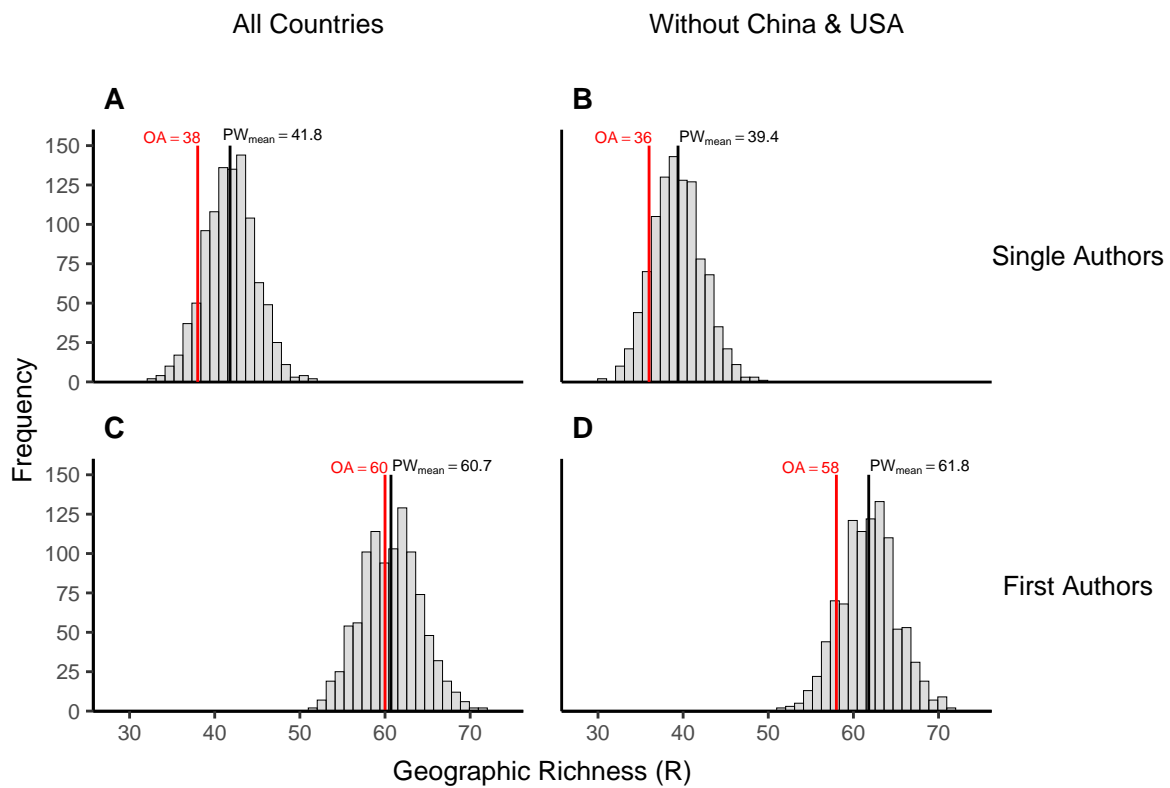 All Countries
Without China & USA
A
B
OA = 38
PWmean = 41.8
OA = 36
PWmean = 39.4
150
125
100
75
50
25
0
Single Authors
Frequency
C
D
OA = 60
PWmean = 60.7
OA = 58
PWmean = 61.8
150
125
100
75
50
25
0
First Authors
30 40 50 60 70
30 40 50 60 70
Geographic Richness (R)